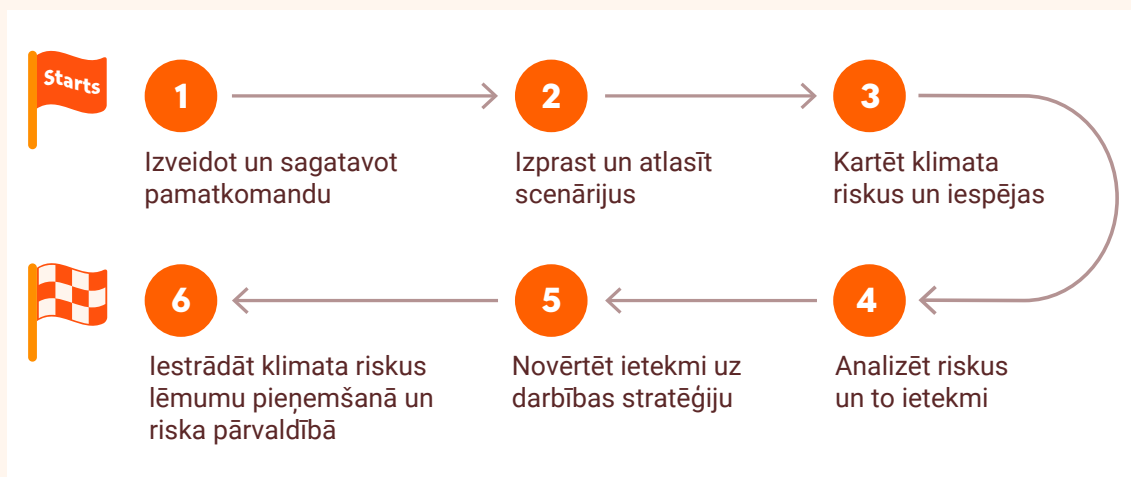 Starts
1
Izveidot un sagatavot
pamatkomandu
2
Izprast un atlasīt
scenārijus
3
Kartēt klimata
riskus un iespējas
4
Analizēt riskus
un to ietekmi
5
Novērtēt ietekmi uz
darbības stratēģiju
6
Iestrādāt klimata riskus
lēmumu pieņemšanā un
riska pārvaldībā